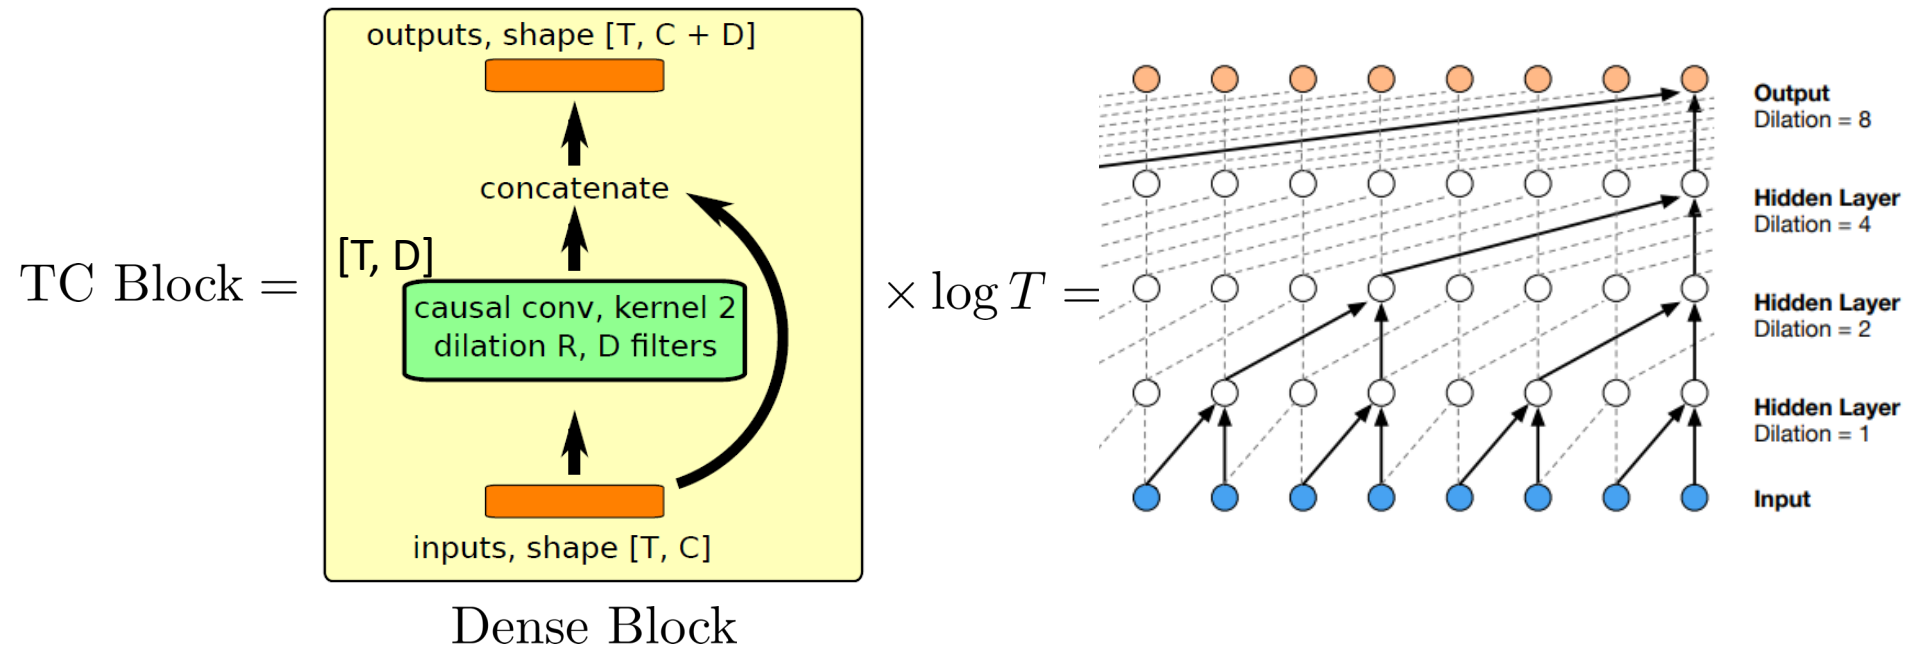 TC Block =
outputs, shape [T, C + D]
concatenate
[T, D]
causal conv, kernel 2
dilation R, D filters
inputs, shape [T, C]
Dense Block
× log T =
Output
Dilation = 8
Hidden Layer
Dilation = 4
Hidden Layer
Dilation = 2
Hidden Layer
Dilation = 1
Input